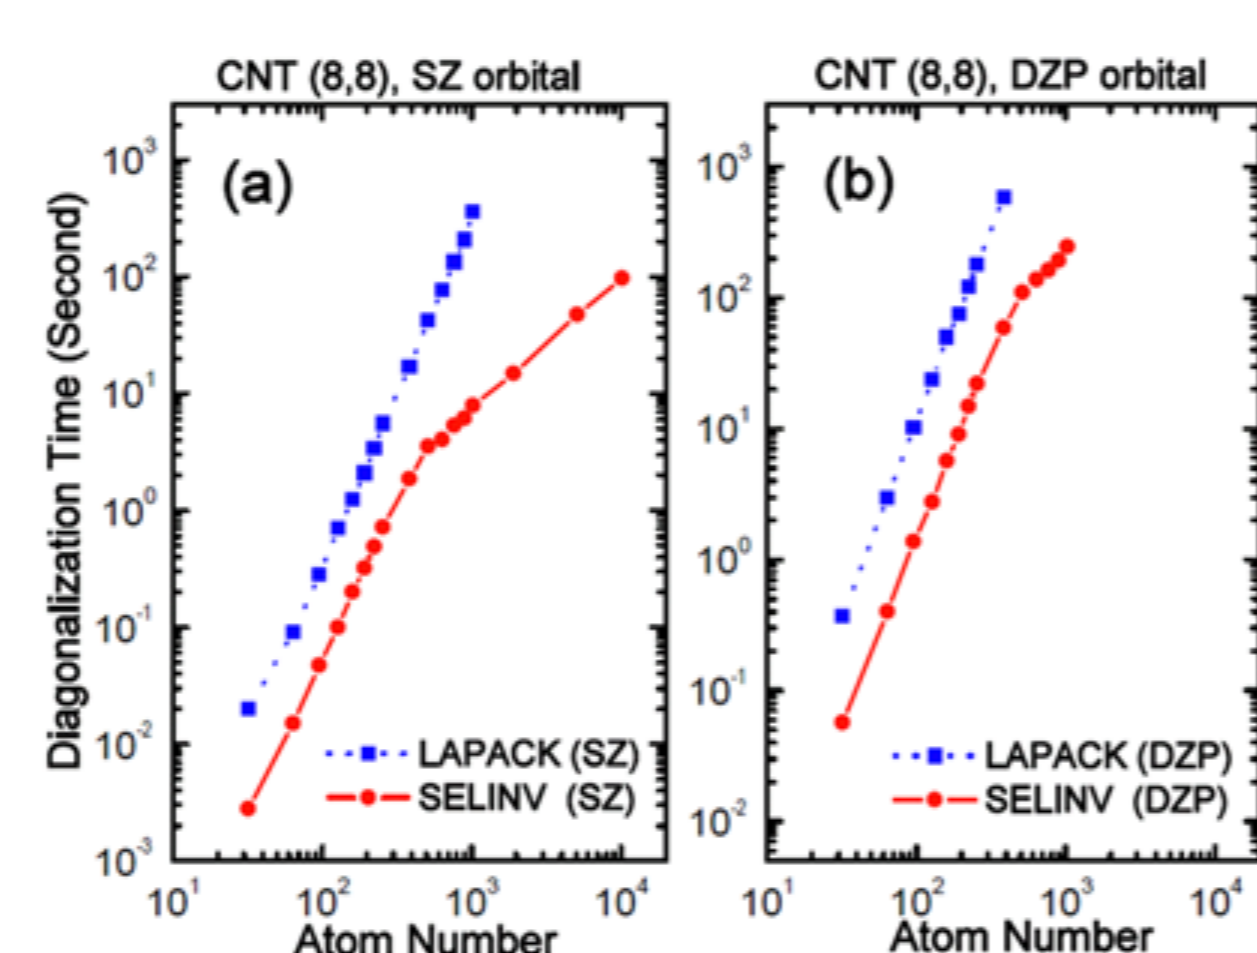 CNT (8,8), SZ orbital
(a)
Diagonalization Time (Second)
10³
10²
10¹
10⁰
10⁻¹
10⁻²
10⁻³
LAPACK (SZ)
SELINV (SZ)
10¹ 10² 10³ 10⁴
Atom Number
CNT (8,8), DZP orbital
(b)
10³
10²
10¹
10⁰
10⁻¹
10⁻²
LAPACK (DZP)
SELINV (DZP)
10¹ 10² 10³ 10⁴
Atom Number